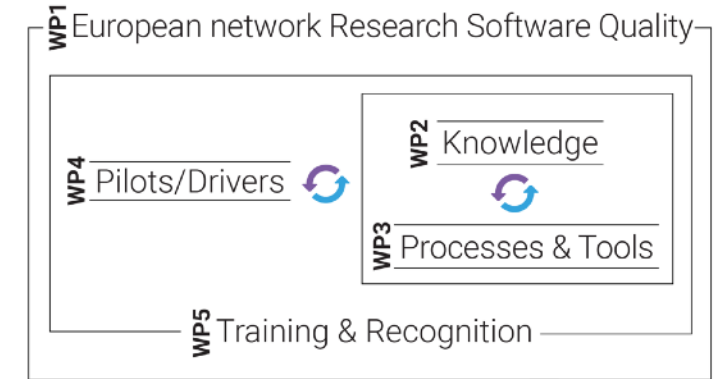 WP1 European network Research Software Quality
WP2 Knowledge
WP4 Pilots/Drivers
WP3 Processes & Tools
WP5 Training & Recognition